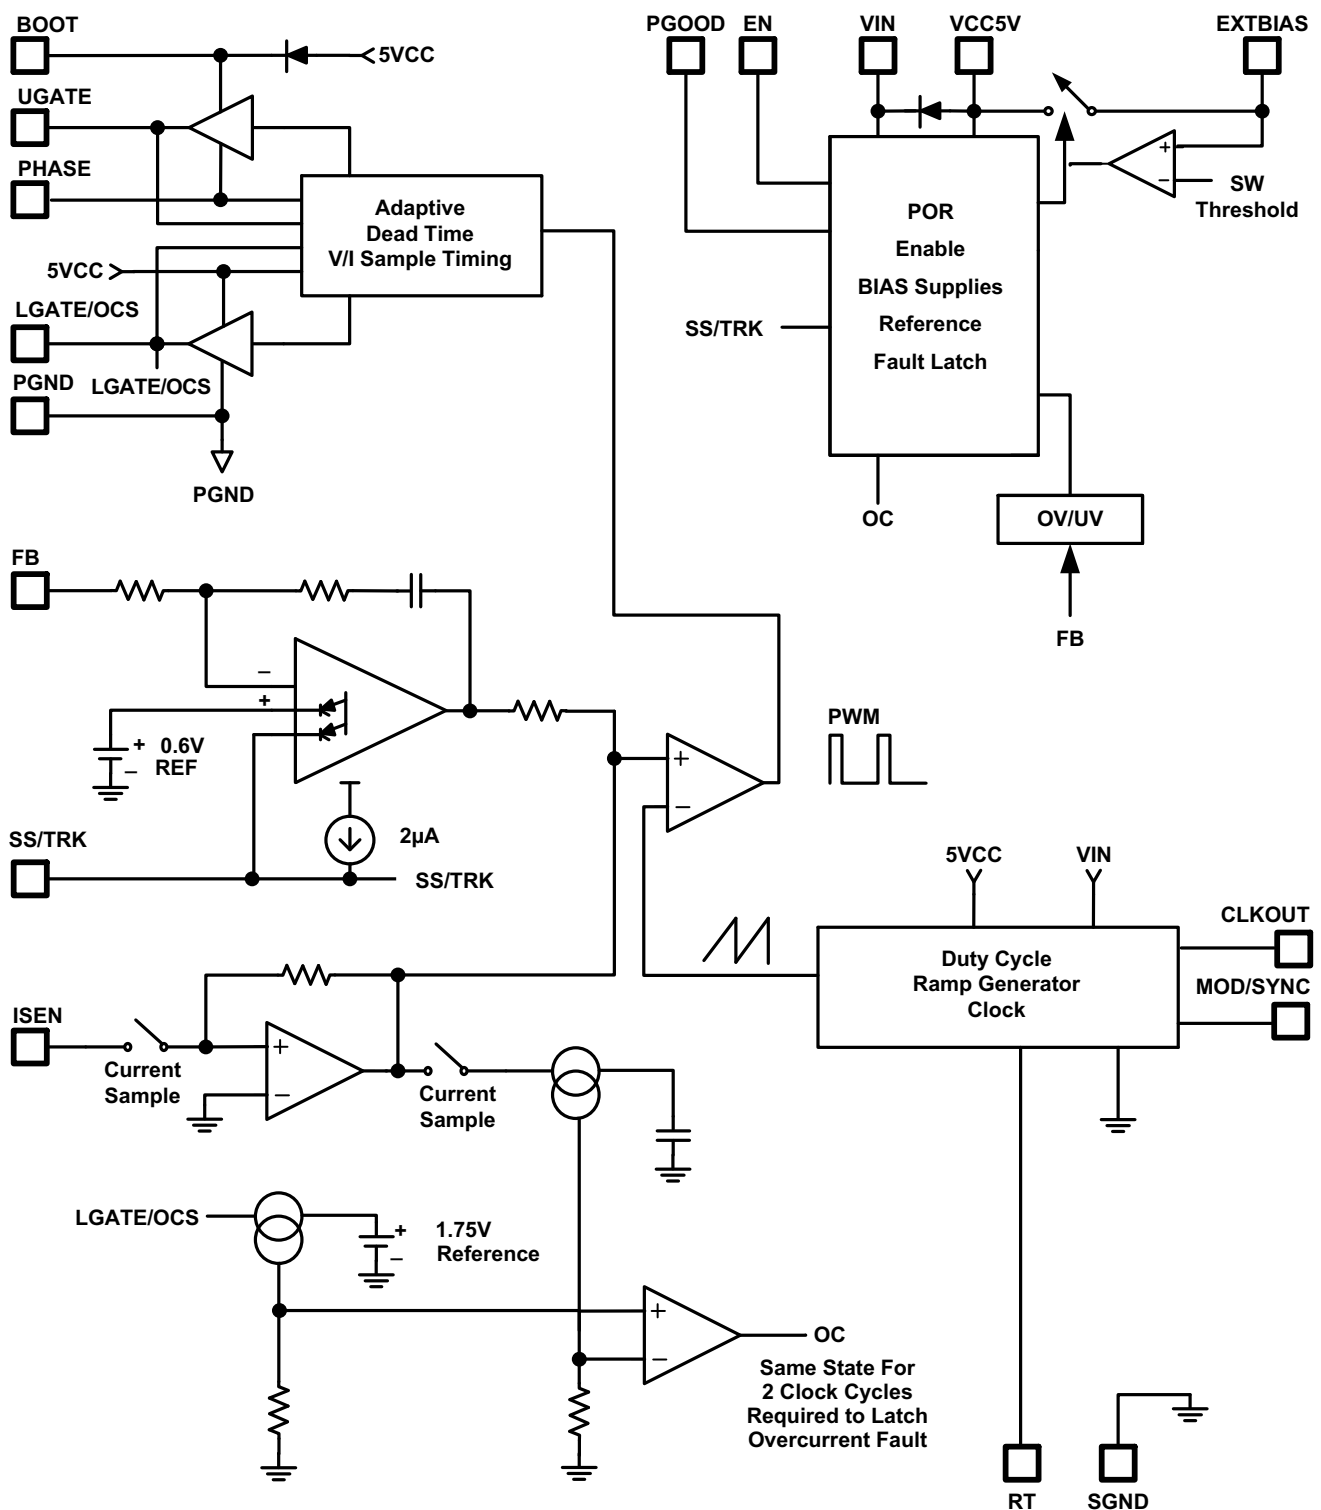 BOOT
5VCC
UGATE
PHASE
Adaptive
Dead Time
V/I Sample Timing
5VCC
LGATE/OCS
PGND
LGATE/OCS
PGND
PGOOD
EN
VIN
VCC5V
EXTBIAS
+
−
SW
Threshold
POR
Enable
BIAS Supplies
Reference
Fault Latch
SS/TRK
OC
OV/UV
FB
FB
−
+
+
0.6V
−
REF
SS/TRK
2µA
SS/TRK
+
−
PWM
5VCC
VIN
CLKOUT
Duty Cycle
Ramp Generator
Clock
MOD/SYNC
ISEN
Current
Sample
+
−
Current
Sample
LGATE/OCS
+
1.75V
−
Reference
+
−
OC
Same State For
2 Clock Cycles
Required to Latch
Overcurrent Fault
RT
SGND